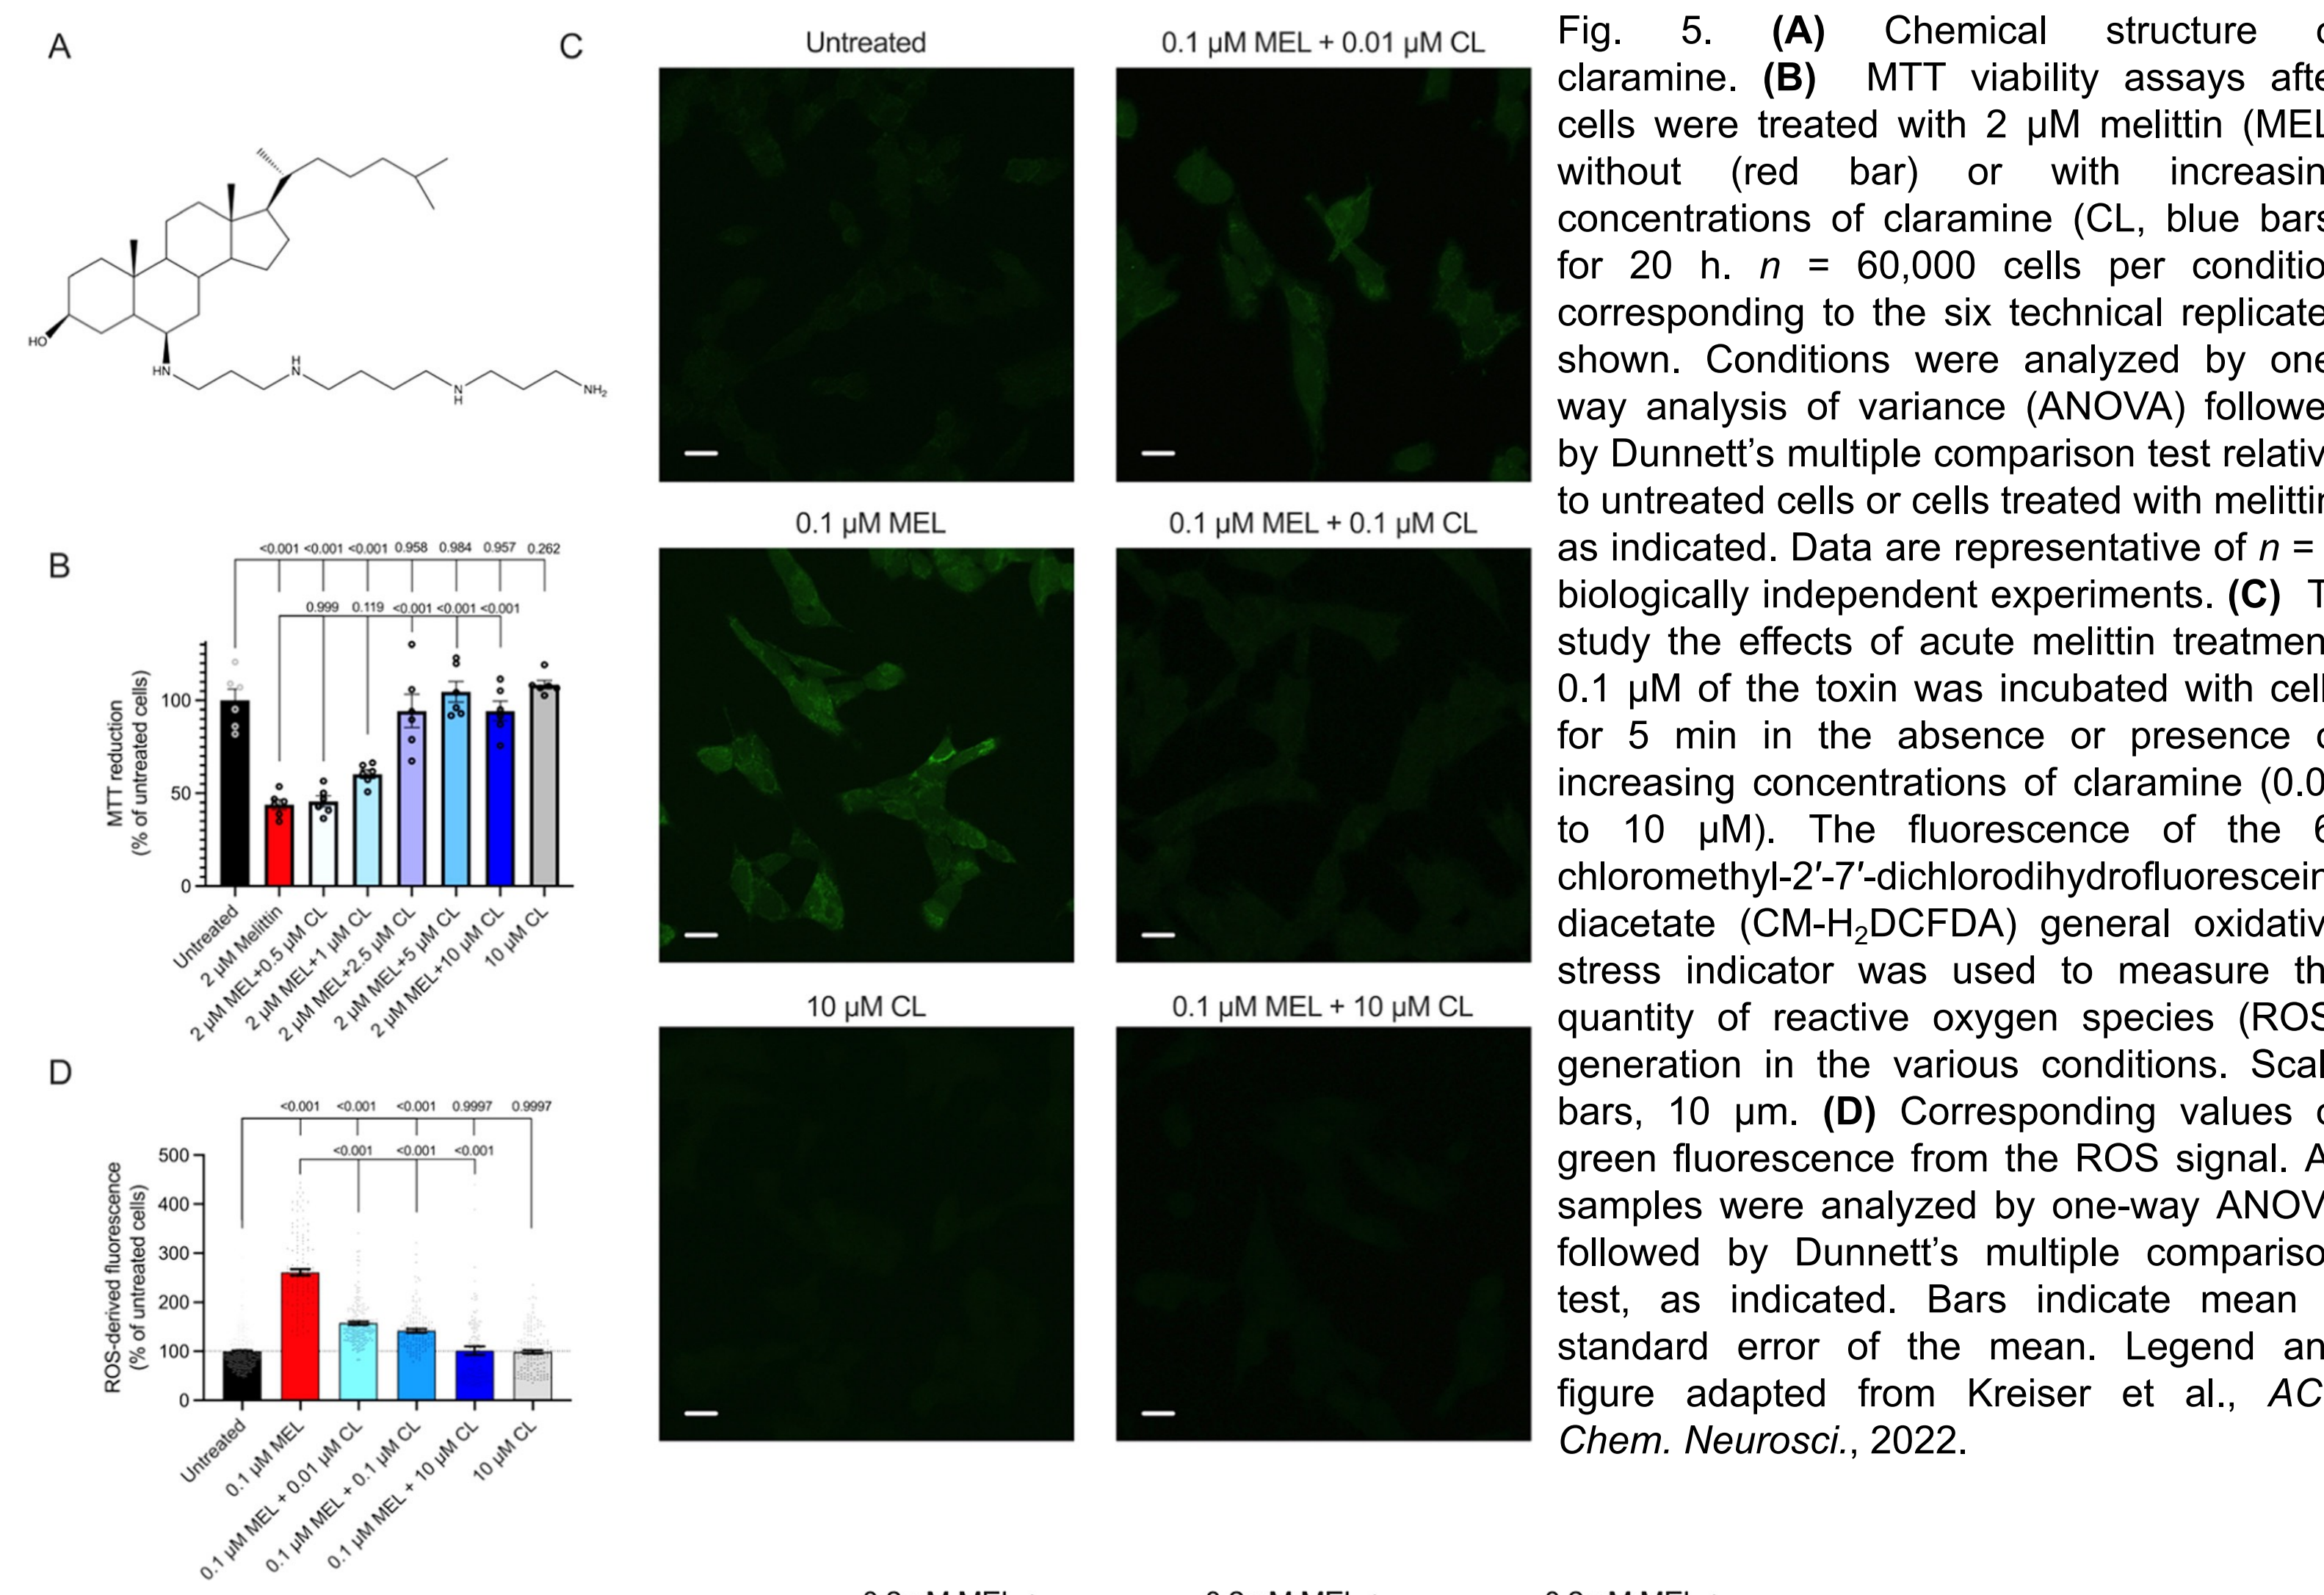 A
HO
HN
H
N
N
H
NH2
B
<0.001 <0.001 <0.001 0.958 0.984 0.957 0.262
0.999 0.119 <0.001 <0.001 <0.001
MTT reduction
(% of untreated cells)
100
50
0
Untreated
2 µM Melittin
2 µM MEL+0.5 µM CL
2 µM MEL+1 µM CL
2 µM MEL+2.5 µM CL
2 µM MEL+5 µM CL
2 µM MEL+10 µM CL
10 µM CL
D
<0.001 <0.001 <0.001 0.9997 0.9997
<0.001 <0.001 <0.001
ROS-derived fluorescence
(% of untreated cells)
500
400
300
200
100
0
Untreated
0.1 µM MEL
0.1 µM MEL + 0.01 µM CL
0.1 µM MEL + 0.1 µM CL
0.1 µM MEL + 10 µM CL
10 µM CL
C
Untreated
0.1 µM MEL + 0.01 µM CL
0.1 µM MEL
0.1 µM MEL + 0.1 µM CL
10 µM CL
0.1 µM MEL + 10 µM CL
Fig. 5. (A) Chemical structure
claramine. (B) MTT viability assays
cells were treated with 2 µM melittin (MEL
without (red bar) or with
concentrations of claramine (CL, blue bars
for 20 h. n = 60,000 cells per
corresponding to the six technical
shown. Conditions were analyzed by one
way analysis of variance (ANOVA)
by Dunnett's multiple comparison test
to untreated cells or cells treated with melittin
as indicated. Data are representative of n =
biologically independent experiments. (C)
study the effects of acute melittin
0.1 µM of the toxin was incubated with
for 5 min in the absence or presence
increasing concentrations of claramine (0.0
to 10 µM). The fluorescence of the 6
chloromethyl-2′-7′-dichlorodihydrofluorescein
diacetate (CM-H2DCFDA) general
stress indicator was used to measure
quantity of reactive oxygen species (ROS
generation in the various conditions.
bars, 10 µm. (D) Corresponding values
green fluorescence from the ROS signal.
samples were analyzed by one-way
followed by Dunnett's multiple
test, as indicated. Bars indicate mean
standard error of the mean. Legend
figure adapted from Kreiser et al.,
Chem. Neurosci., 2022.